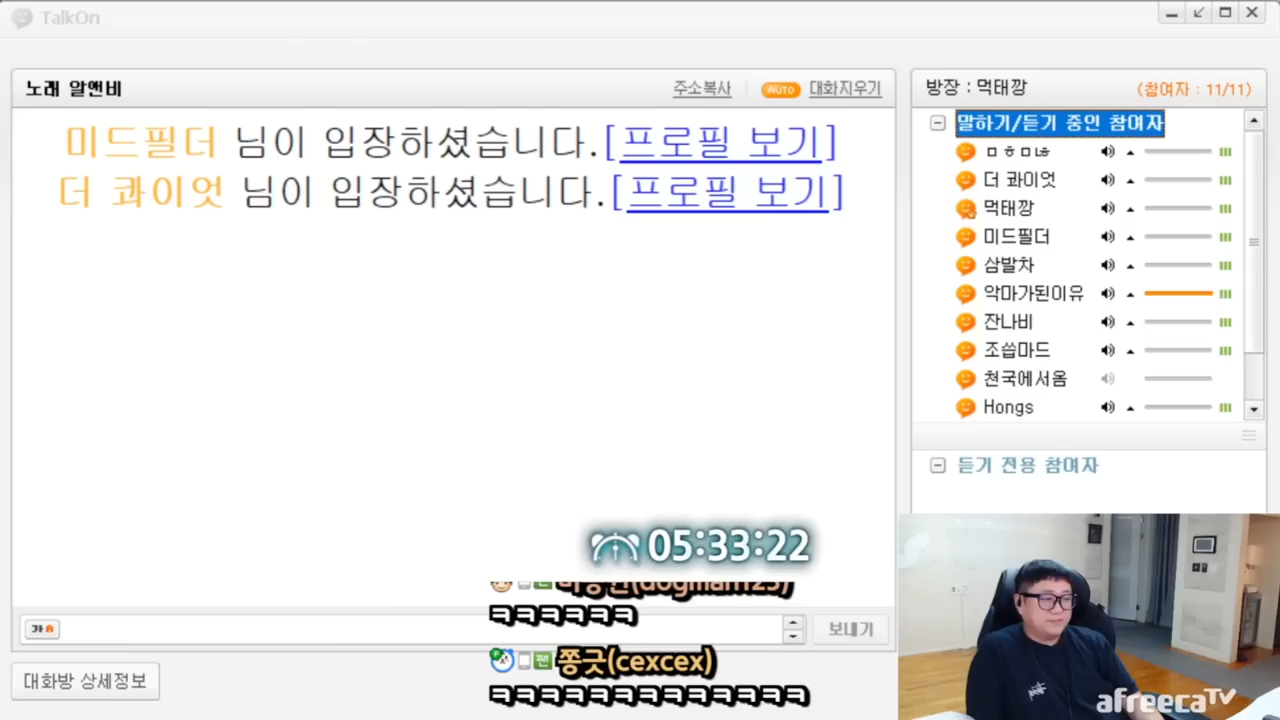 TalkOn
노래 알앤비
주소복사
AUTO
대화지우기
미드필더 님이 입장하셨습니다.[프로필 보기]
더 콰이엇 님이 입장하셨습니다.[프로필 보기]
방장 : 먹태깡
(참여자 : 11/11)
말하기/듣기 중인 참여자
ㅁㅎㅁㄴㅎ
더 콰이엇
먹태깡
미드필더
삼발차
악마가된이유
잔나비
조씁마드
천국에서옴
Hongs
듣기 전용 참여자
05:33:22
ㅋㅋㅋㅋㅋㅋ
가
보내기
팬 쫑긋(cexcex)
ㅋㅋㅋㅋㅋㅋㅋㅋㅋㅋㅋㅋㅋ
대화방 상세정보
afreecaTV